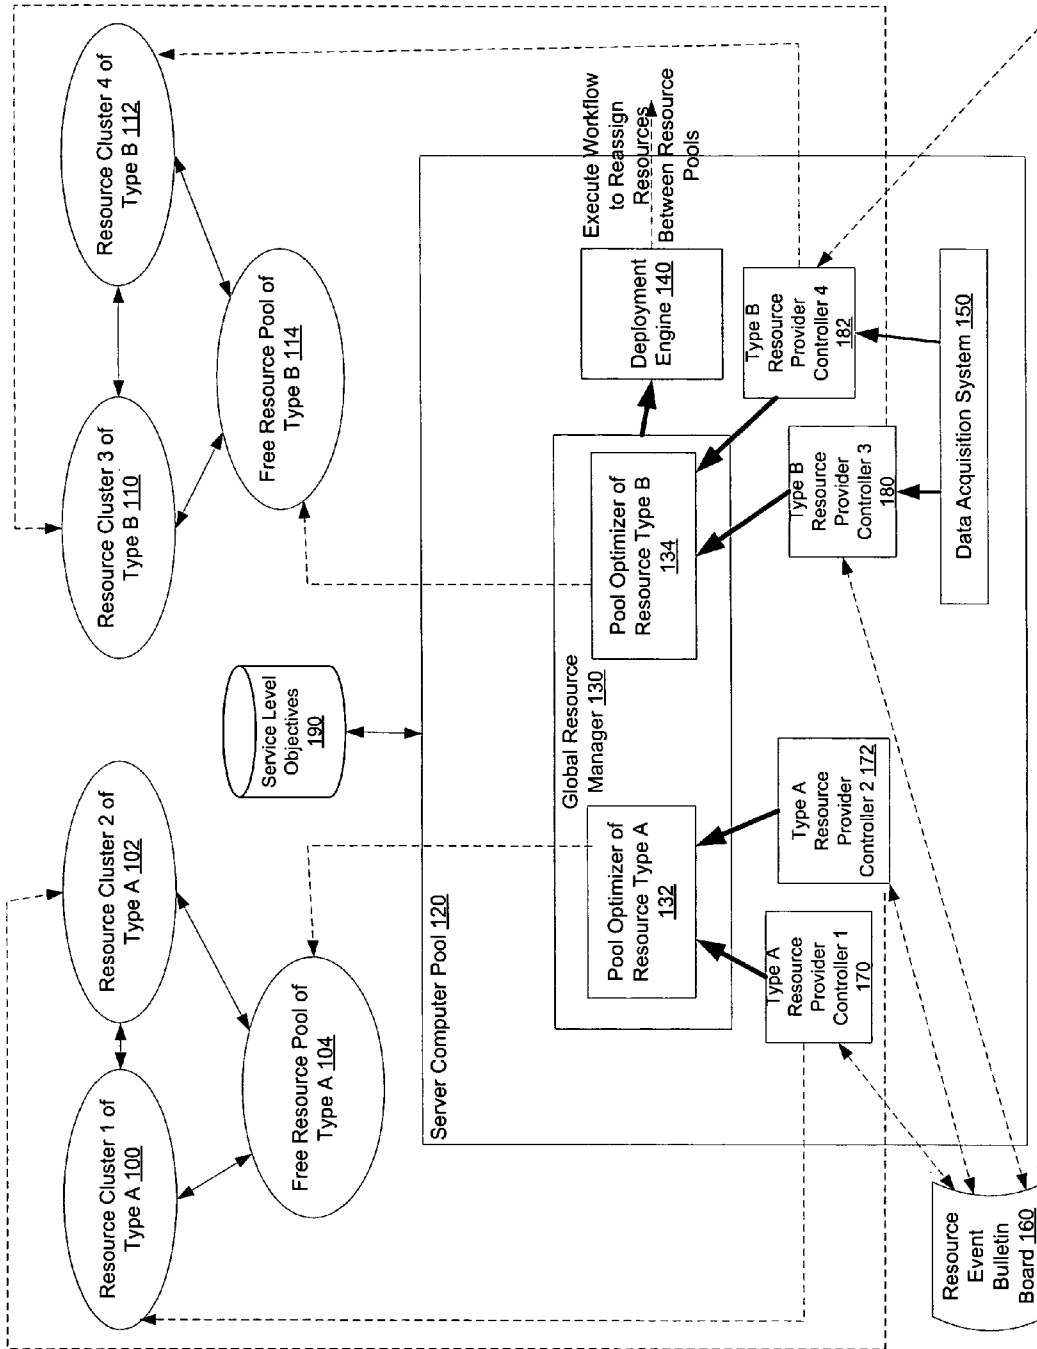 Resource Cluster 1 of
Type A 100
Resource Cluster 2 of
Type A 102
Free Resource Pool of
Type A 104
Resource Cluster 3 of
Type B 110
Resource Cluster 4 of
Type B 112
Free Resource Pool of
Type B 114
Service Level
Objectives
190
Server Computer Pool 120
Global Resource
Manager 130
Pool Optimizer of
Resource Type A
132
Pool Optimizer of
Resource Type B
134
Deployment
Engine 140
Execute Workflow
to Reassign
Resources
Between Resource
Pools
Type A
Resource
Provider
Controller 1
170
Type A
Resource
Provider
Controller 2 172
Type B
Resource
Provider
Controller 3
180
Type B
Resource
Provider
Controller 4
182
Data Acquisition System 150
Resource
Event
Bulletin
Board 160